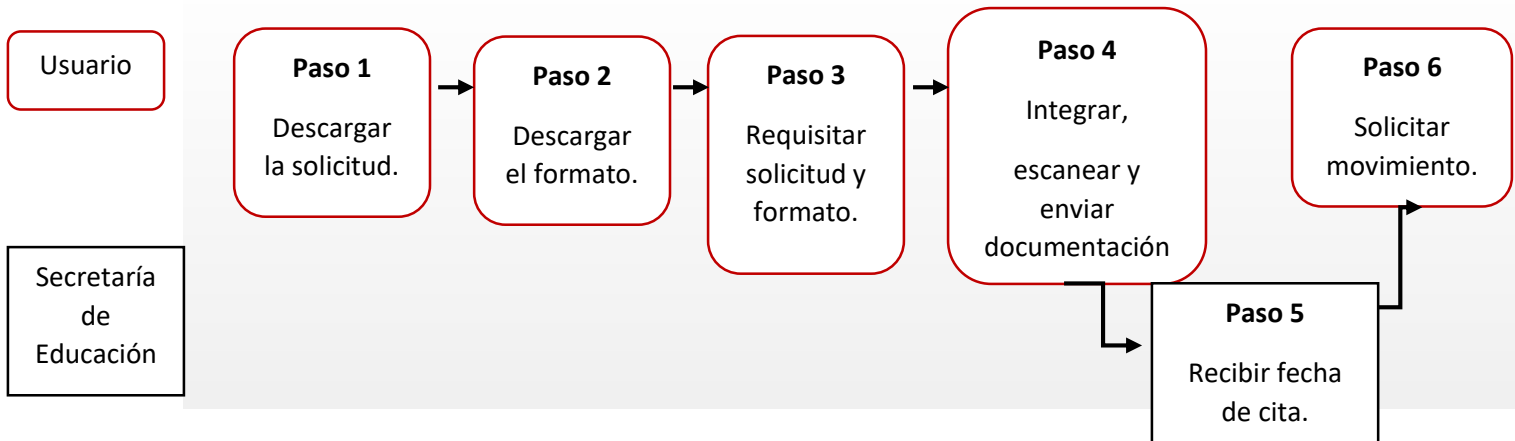 Usuario
Paso 1
Descargar
la solicitud.
Paso 2
Descargar
el formato.
Paso 3
Requisitar
solicitud y
formato.
Paso 4
Integrar,
escanear y
enviar
documentación
Paso 6
Solicitar
movimiento.
Secretaría
de
Educación
Paso 5
Recibir fecha
de cita.